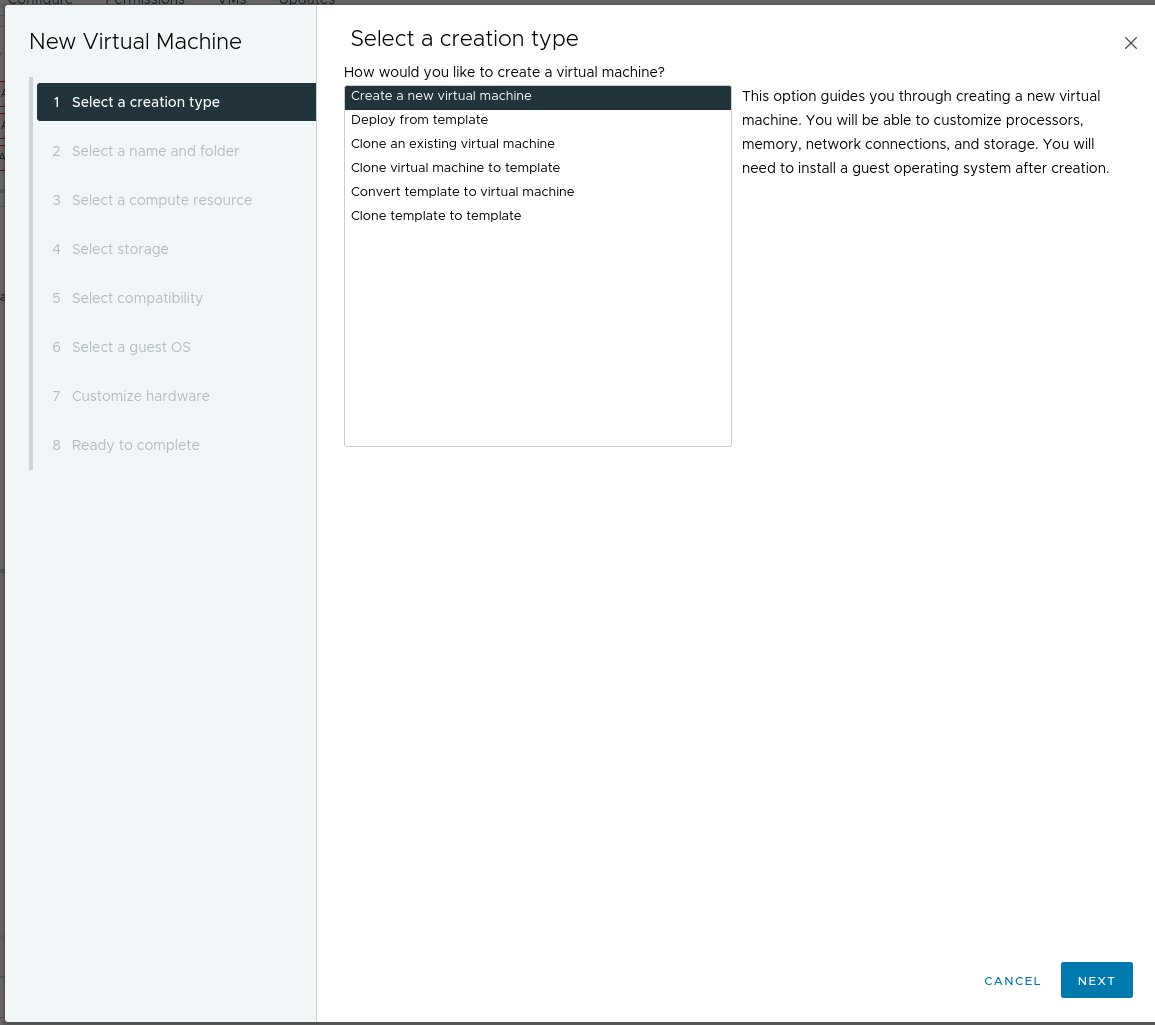 Configure Permissions VMs Updates
New Virtual Machine
1 Select a creation type
2 Select a name and folder
3 Select a compute resource
4 Select storage
5 Select compatibility
6 Select a guest OS
7 Customize hardware
8 Ready to complete
Select a creation type
How would you like to create a virtual machine?
Create a new virtual machine
Deploy from template
Clone an existing virtual machine
Clone virtual machine to template
Convert template to virtual machine
Clone template to template
This option guides you through creating a new virtual
machine. You will be able to customize processors,
memory, network connections, and storage. You will
need to install a guest operating system after creation.
CANCEL
NEXT